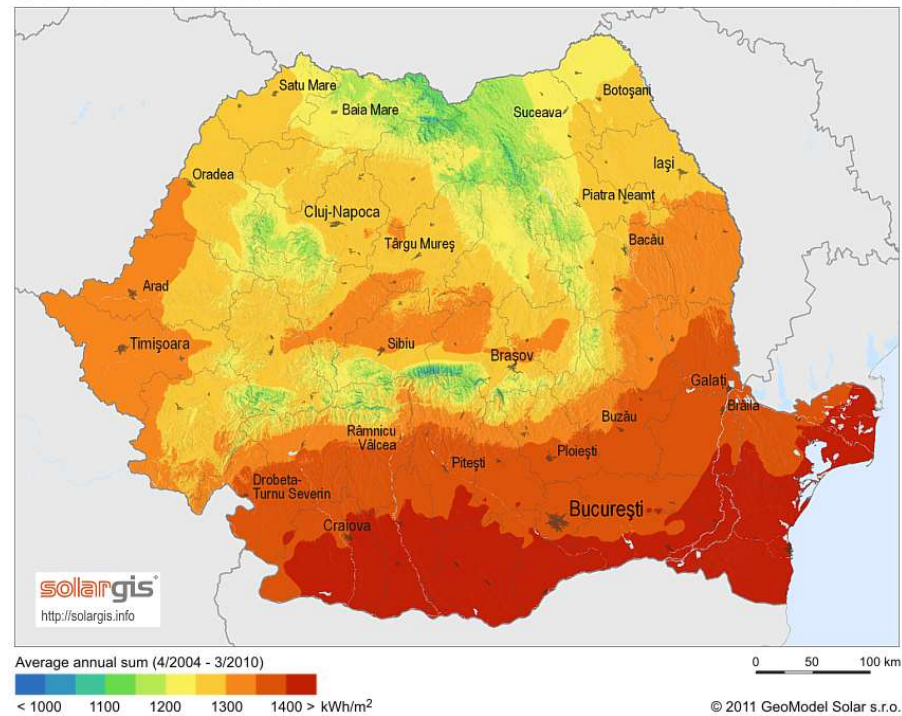 Satu Mare
Baia Mare
Suceava
Botoşani
Oradea
Iaşi
Cluj-Napoca
Piatra Neamt
Târgu Mureş
Bacău
Arad
Timişoara
Sibiu
Braşov
Galaţi
Brăila
Buzău
Râmnicu
Vâlcea
Piteşti
Ploieşti
Drobeta-
Turnu Severin
Craiova
Bucureşti
solargis
http://solargis.info
Average annual sum (4/2004 - 3/2010)
0 50 100 km
< 1000 1100 1200 1300 1400 > kWh/m²
© 2011 GeoModel Solar s.r.o.